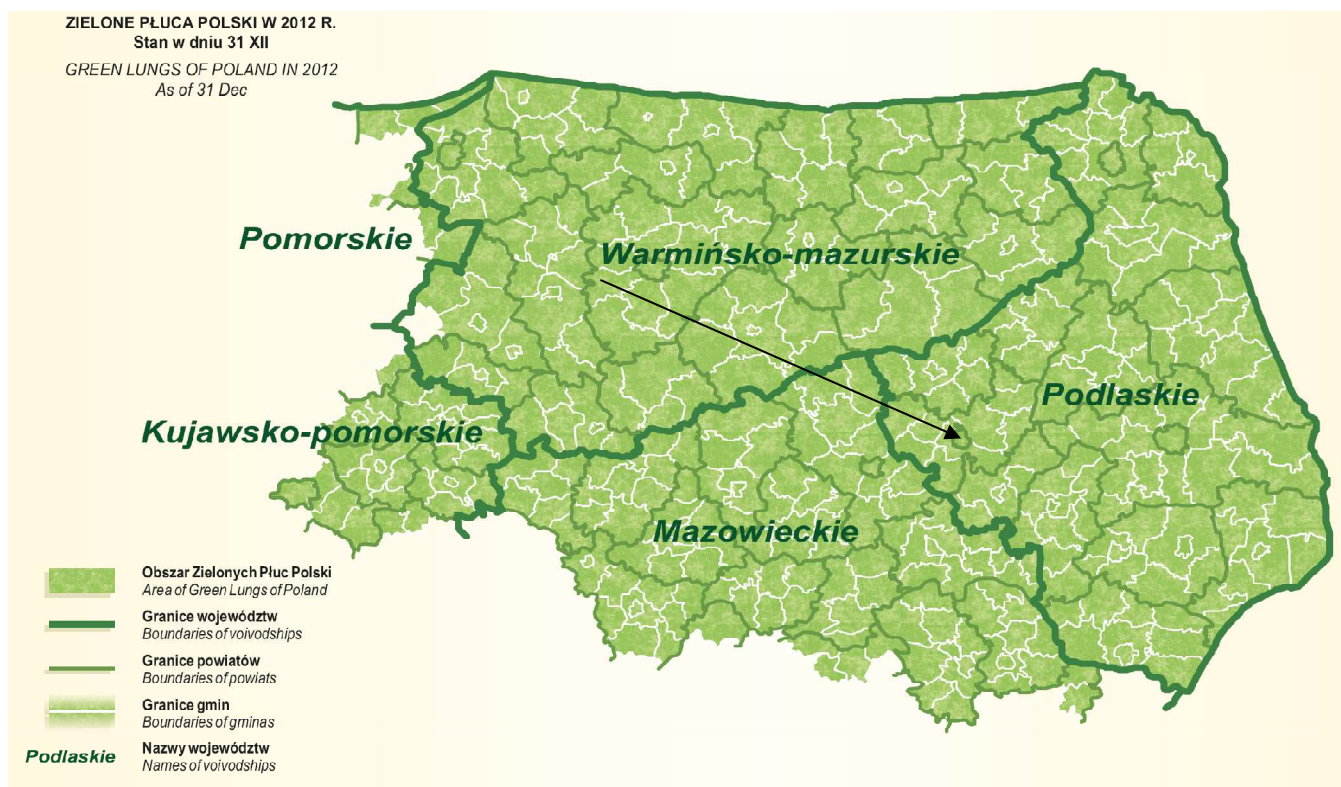 ZIELONE PŁUCA POLSKI W 2012 R.
Stan w dniu 31 XII
GREEN LUNGS OF POLAND IN 2012
As of 31 Dec
Pomorskie
Warmińsko-mazurskie
Podlaskie
Kujawsko-pomorskie
Mazowieckie
Obszar Zielonych Płuc Polski
Area of Green Lungs of Poland
Granice województw
Boundaries of voivodships
Granice powiatów
Boundaries of powiats
Granice gmin
Boundaries of gminas
Podlaskie
Nazwy województw
Names of voivodships